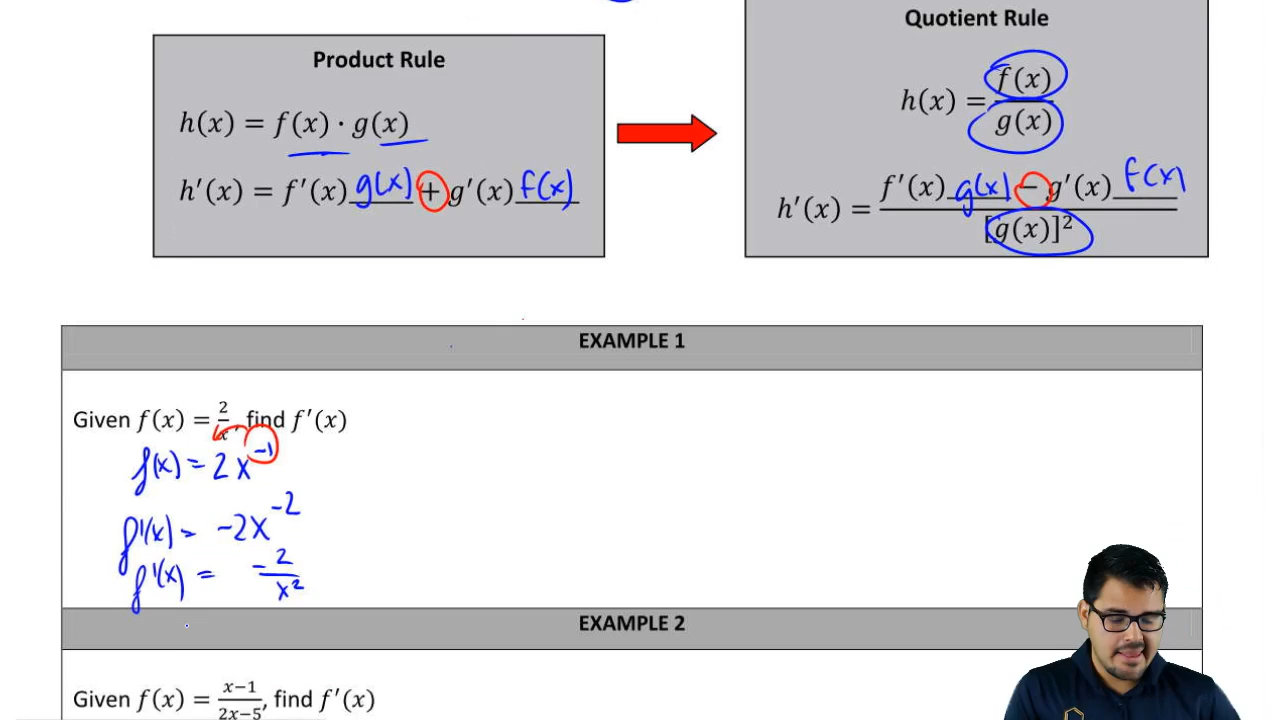 Product Rule
h(x) = f(x) · g(x)
h′(x) = f′(x) g(x) + g′(x) f(x)
Quotient Rule
h(x) = f(x)/g(x)
h′(x) = f′(x) g(x) − g′(x) f(x) / [g(x)]²
EXAMPLE 1
Given f(x) = 2/x, find f′(x)
f(x) = 2x⁻¹
f'(x) = -2x⁻²
f'(x) = -2/x²
EXAMPLE 2
Given f(x) = x−1/2x−5, find f′(x)